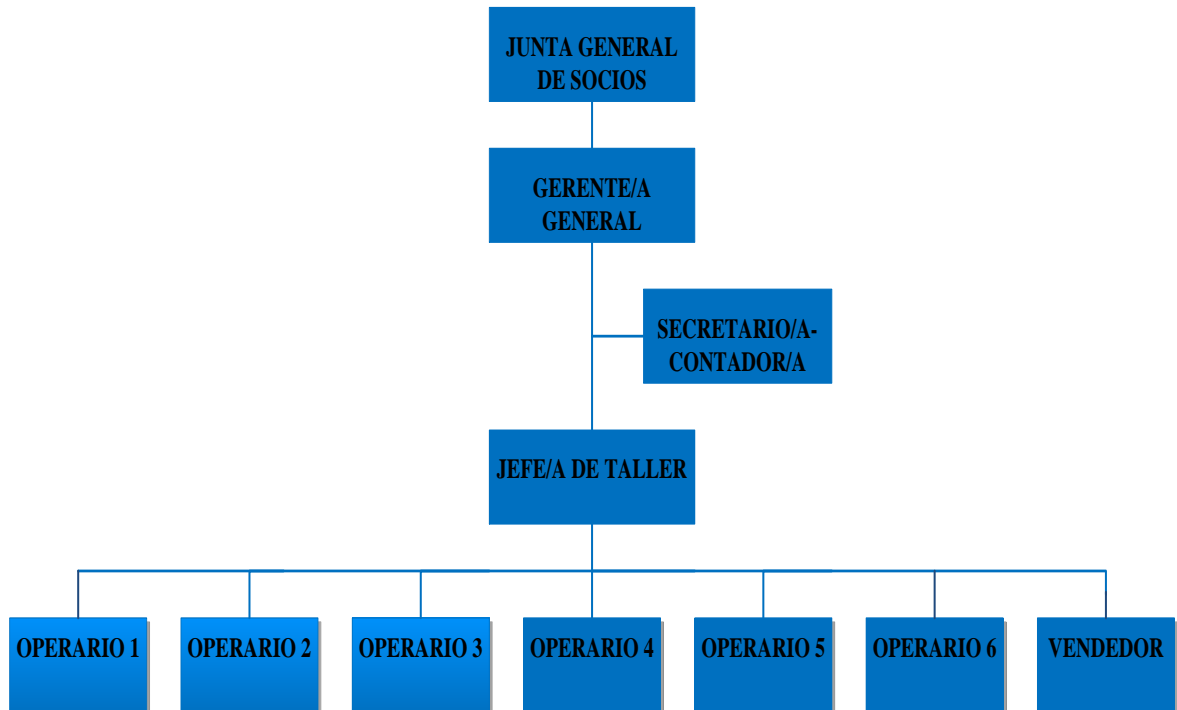 JUNTA GENERAL
DE SOCIOS
GERENTE/A
GENERAL
SECRETARIO/A-
CONTADOR/A
JEFE/A DE TALLER
OPERARIO 1
OPERARIO 2
OPERARIO 3
OPERARIO 4
OPERARIO 5
OPERARIO 6
VENDEDOR